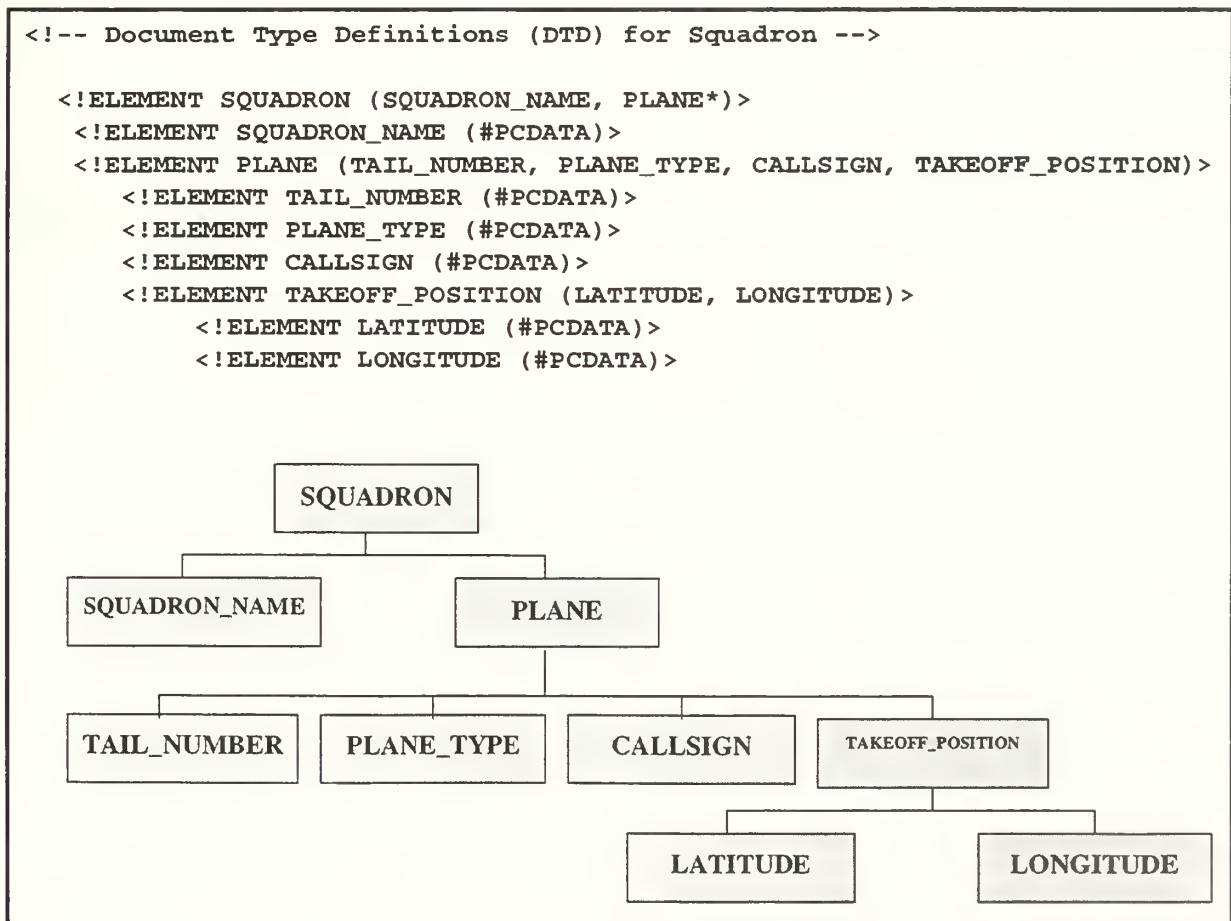 <!-- Document Type Definitions (DTD) for Squadron -->
<!ELEMENT SQUADRON (SQUADRON_NAME, PLANE*)>
<!ELEMENT SQUADRON_NAME (#PCDATA)>
<!ELEMENT PLANE (TAIL_NUMBER, PLANE_TYPE, CALLSIGN, TAKEOFF_POSITION)>
<!ELEMENT TAIL_NUMBER (#PCDATA)>
<!ELEMENT PLANE_TYPE (#PCDATA)>
<!ELEMENT CALLSIGN (#PCDATA)>
<!ELEMENT TAKEOFF_POSITION (LATITUDE, LONGITUDE)>
<!ELEMENT LATITUDE (#PCDATA)>
<!ELEMENT LONGITUDE (#PCDATA)>
SQUADRON
SQUADRON_NAME PLANE
TAIL_NUMBER PLANE_TYPE CALLSIGN TAKEOFF_POSITION
LATITUDE LONGITUDE